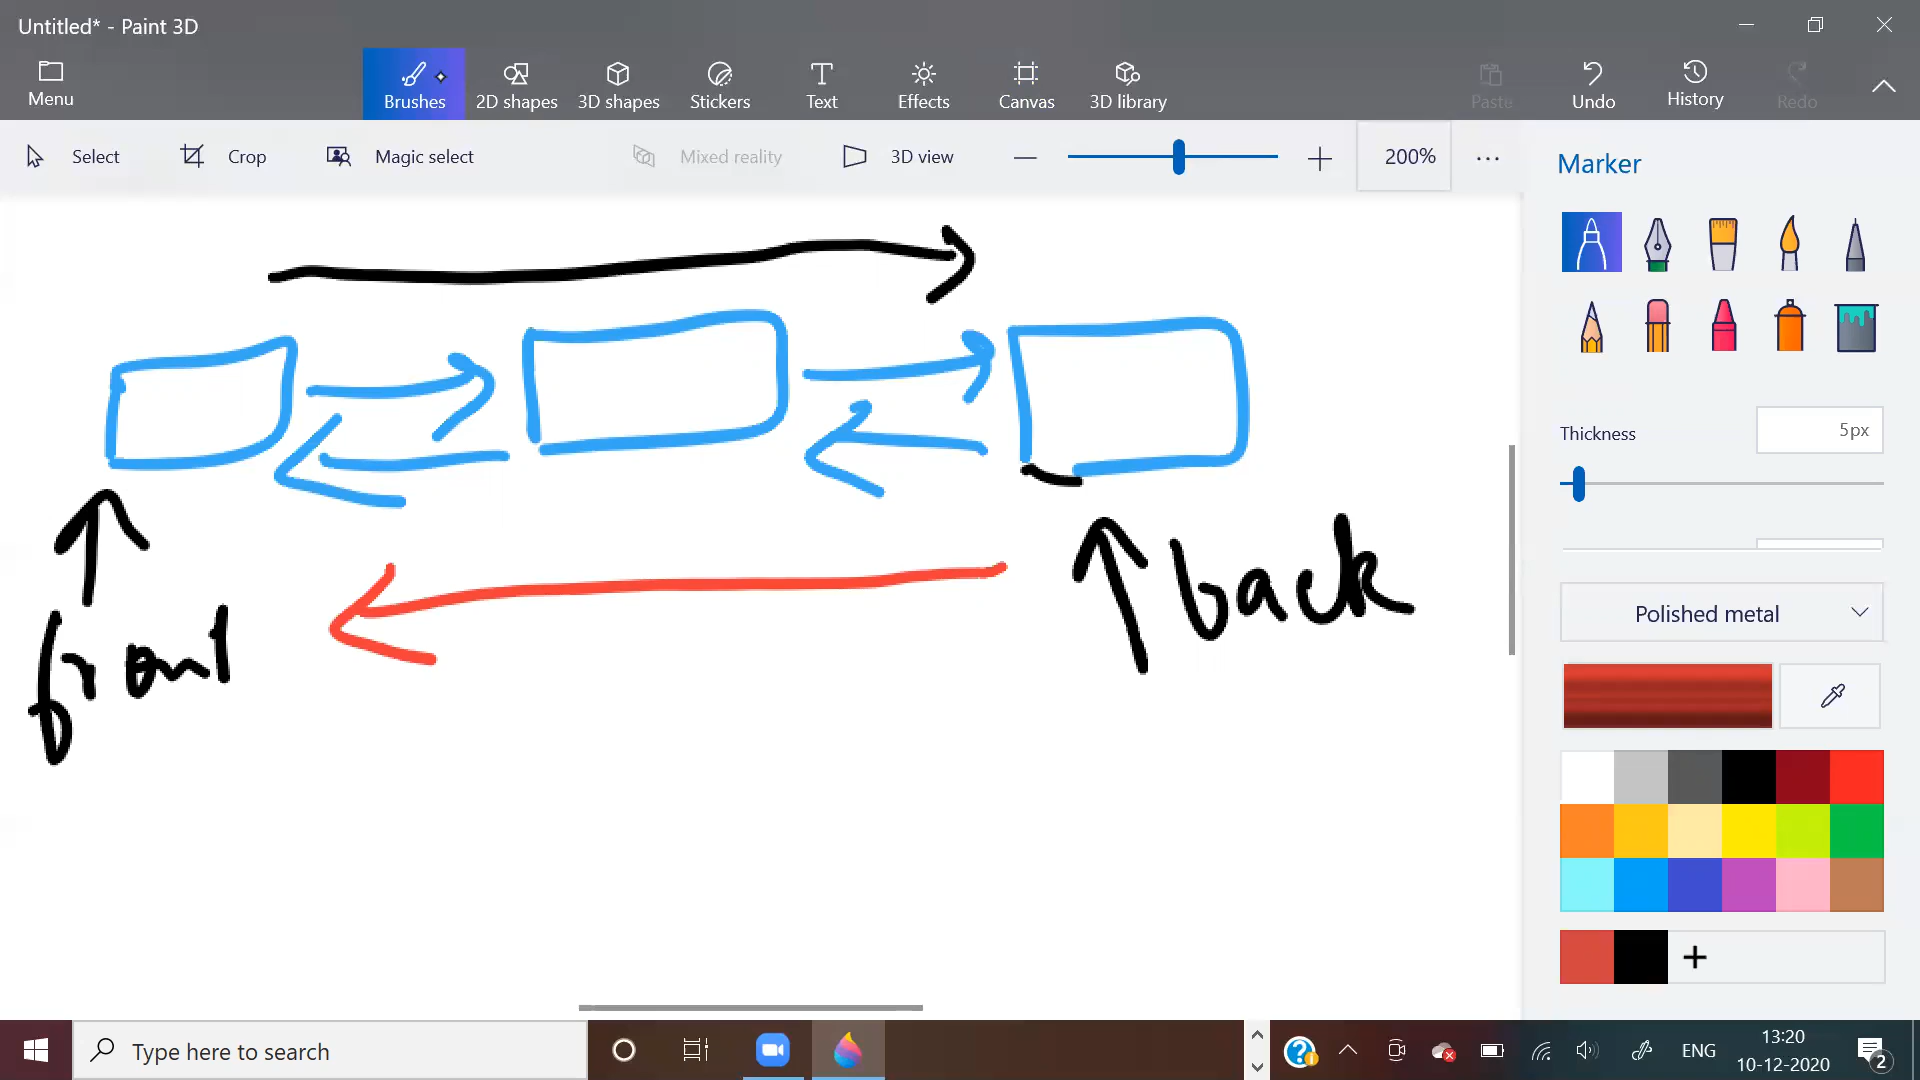 Untitled* - Paint 3D
Menu
Brushes
2D shapes
3D shapes
Stickers
Text
Effects
Canvas
3D library
Paste
Undo
History
Redo
Select
Crop
Magic select
Mixed reality
3D view
200%
Marker
Thickness
5px
Polished metal
front
back
Type here to search
ENG
13:20
10-12-2020
2